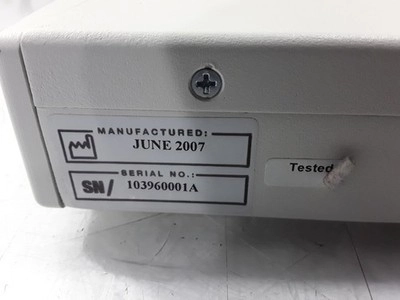 MANUFACTURED:
JUNE 2007
SERIAL NO.:
SN/ 103960001A
Tested